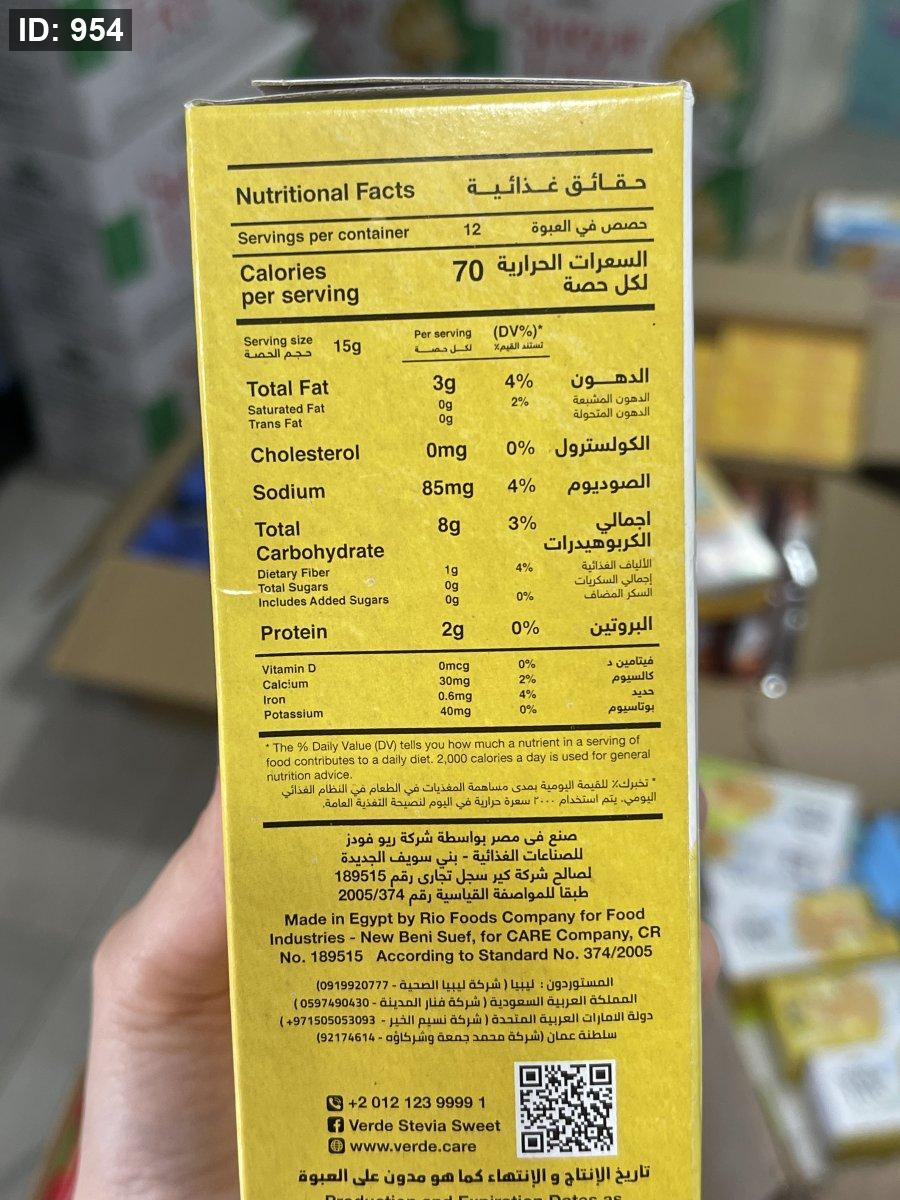 ID: 954
Nutritional Facts حقائق غذائية
Servings per container 12 حصص في العبوة
Calories per serving 70 السعرات الحرارية لكل حصة
Serving size حجم الحصة 15g Per serving لكل حصة (DV%)* تستند القيم٪
Total Fat 3g 4% الدهون
Saturated Fat 0g 2% الدهون المشبعة
Trans Fat 0g الدهون المتحولة
Cholesterol 0mg 0% الكولسترول
Sodium 85mg 4% الصوديوم
Total Carbohydrate 8g 3% اجمالي الكربوهيدرات
Dietary Fiber 1g 4% الألياف الغذائية
Total Sugars 0g إجمالي السكريات
Includes Added Sugars 0g 0% السكر المضاف
Protein 2g 0% البروتين
Vitamin D 0mcg 0% فيتامين د
Calcium 30mg 2% كالسيوم
Iron 0.6mg 4% حديد
Potassium 40mg 0% بوتاسيوم
* The % Daily Value (DV) tells you how much a nutrient in a serving of
food contributes to a daily diet. 2,000 calories a day is used for general
nutrition advice.
* تخبرك٪ للقيمة اليومية بمدى مساهمة المغذيات في الطعام في النظام الغذائي
اليومي. يتم استخدام ٢٠٠٠ سعرة حرارية في اليوم لنصيحة التغذية العامة.
صنع فى مصر بواسطة شركة ريو فودز
للصناعات الغذائية - بني سويف الجديدة
لصالح شركة كير سجل تجارى رقم 189515
طبقا للمواصفة القياسية رقم 2005/374
Made in Egypt by Rio Foods Company for Food
Industries - New Beni Suef, for CARE Company, CR
No. 189515 According to Standard No. 374/2005
المستوردون : ليبيا ( شركة ليبيا الصحية - 0919920777)
المملكة العربية السعودية ( شركة فنار المدينة - 0597490430 )
دولة الامارات العربية المتحدة ( شركة نسيم الخير - 971505053093+ )
سلطنة عمان (شركة محمد جمعة وشركاؤه - 92174614)
+2 012 123 9999 1
Verde Stevia Sweet
www.verde.care
تاريخ الإنتاج و الإنتهاء كما هو مدون على العبوة
Production and Expiration Dates as